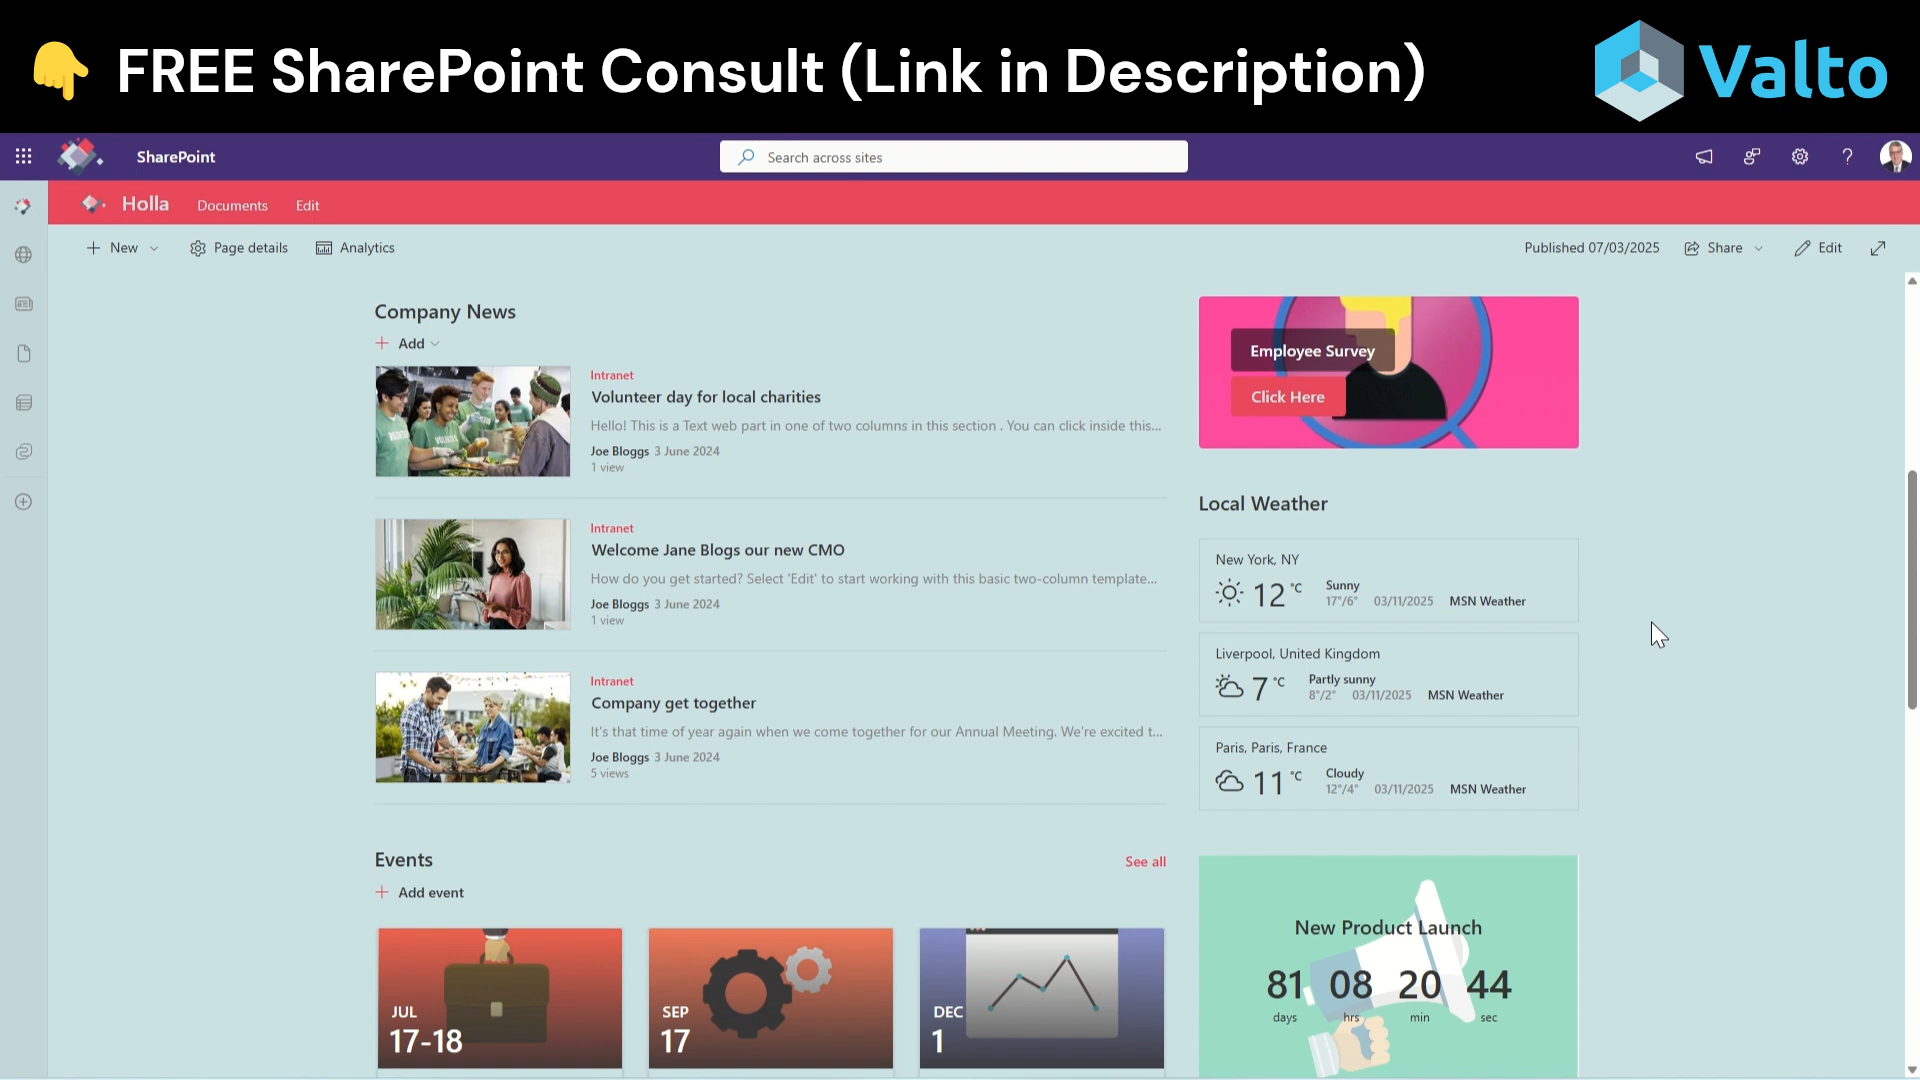 FREE SharePoint Consult (Link in Description)
Valto
SharePoint
Search across sites
?
Holla
Documents
Edit
New
Page details
Analytics
Published 07/03/2025
Share
Edit
Company News
Add
Intranet
Volunteer day for local charities
Hello! This is a Text web part in one of two columns in this section . You can click inside this...
Joe Bloggs 3 June 2024
1 view
Intranet
Welcome Jane Blogs our new CMO
How do you get started? Select 'Edit' to start working with this basic two-column template...
Joe Bloggs 3 June 2024
1 view
Intranet
Company get together
It's that time of year again when we come together for our Annual Meeting. We're excited t...
Joe Bloggs 3 June 2024
5 views
Events
See all
Add event
JUL
17-18
SEP
17
DEC
1
Employee Survey
Click Here
Local Weather
New York, NY
12 °C
Sunny
17°/6° 03/11/2025 MSN Weather
Liverpool, United Kingdom
7 °C
Partly sunny
8°/2° 03/11/2025 MSN Weather
Paris, Paris, France
11 °C
Cloudy
12°/4° 03/11/2025 MSN Weather
New Product Launch
81 08 20 44
days hrs min sec